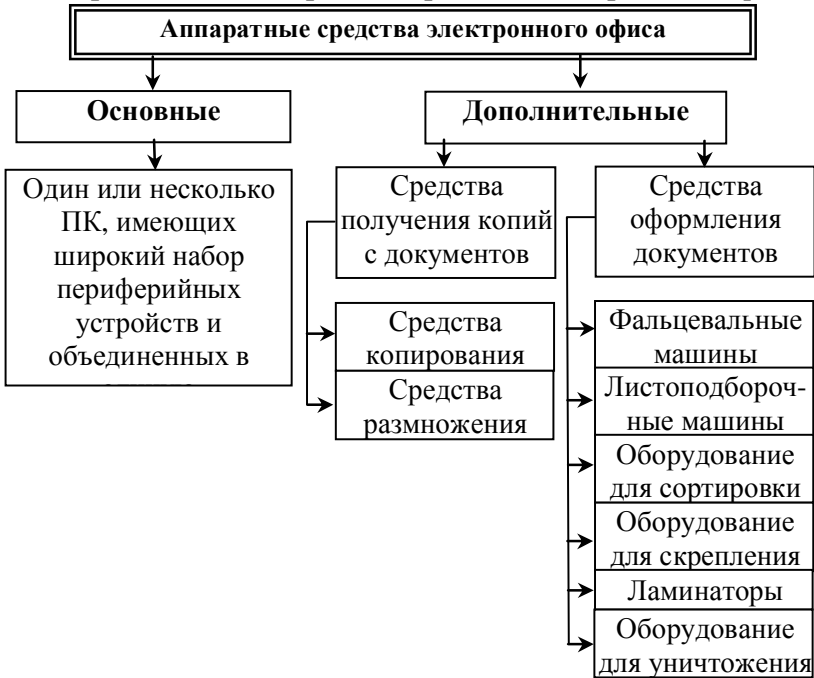 Аппаратные средства электронного офиса
Основные
Дополнительные
Один или несколько
ПК, имеющих
широкий набор
периферийных
устройств и
объединенных в
Средства
получения копий
с документов
Средства
копирования
Средства
размножения
Средства
оформления
документов
Фальцевальные
машины
Листоподбороч-
ные машины
Оборудование
для сортировки
Оборудование
для скрепления
Ламинаторы
Оборудование
для уничтожения